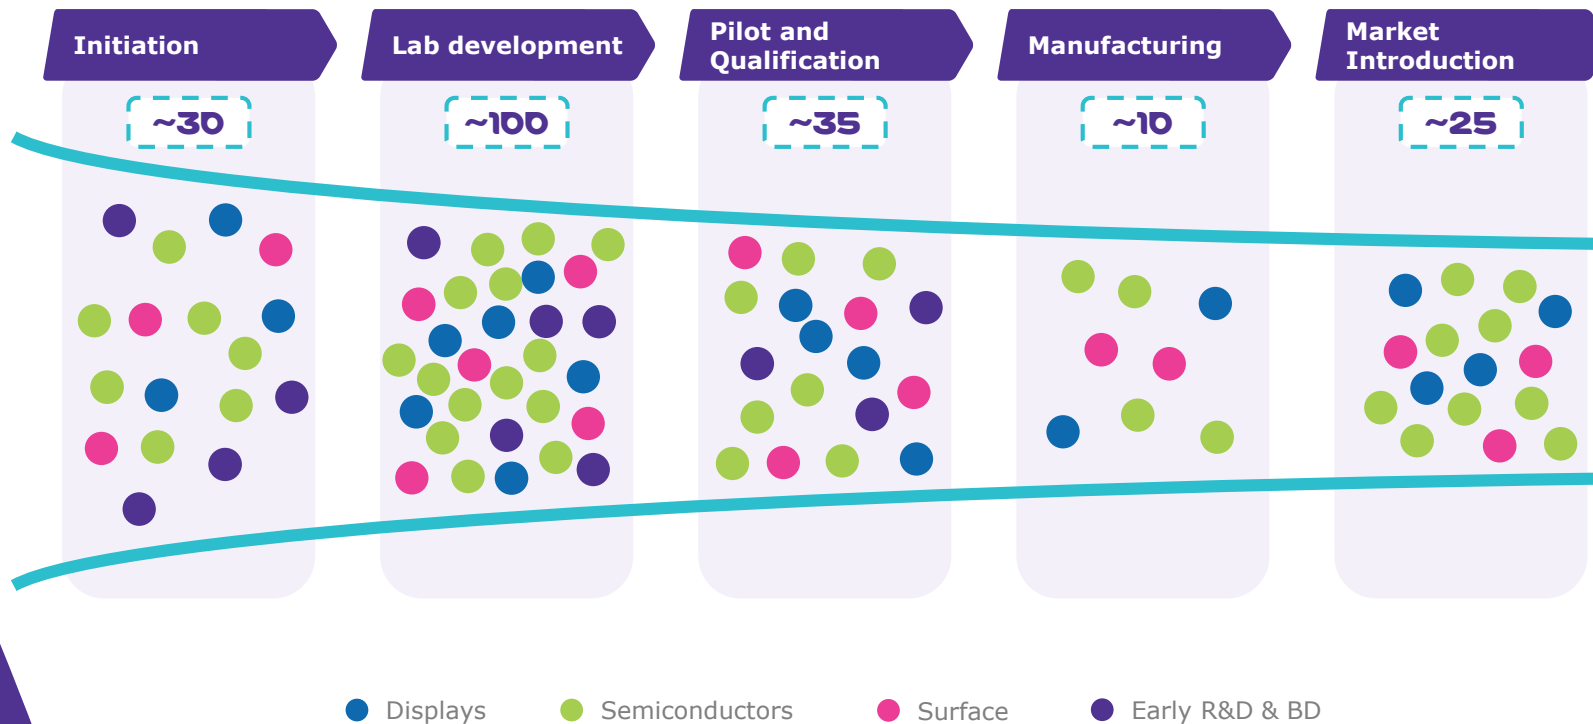 Initiation
Lab development
Pilot and
Qualification
Manufacturing
Market
Introduction
~30
~100
~35
~10
~25
Displays
Semiconductors
Surface
Early R&D & BD